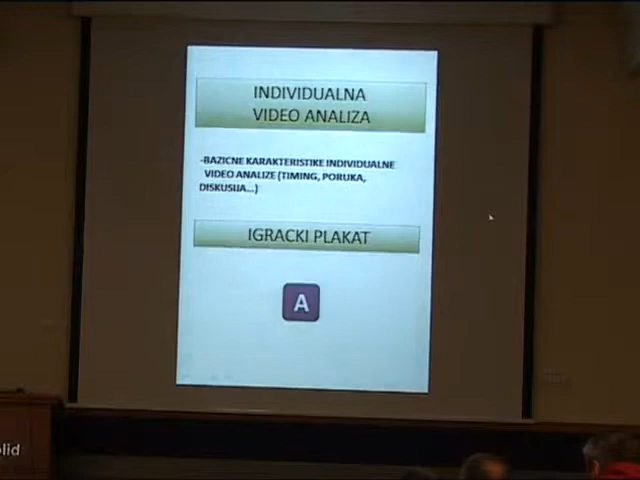 INDIVIDUALNA
VIDEO ANALIZA
-BAZICNE KARAKTERISTIKE INDIVIDUALNE
VIDEO ANALIZE (TIMING, PORUKA,
DISKUSIJA...)
IGRACKI PLAKAT
A